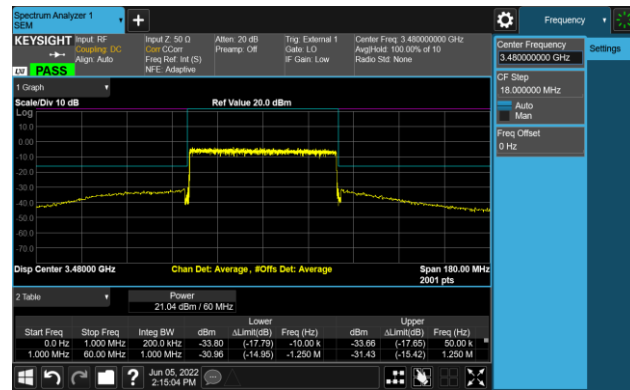 Spectrum Analyzer 1
SEM
Frequency
KEYSIGHT
Input: RF
Coupling: DC
Align: Auto
Input Z: 50 Ω
Corr CCorr
Freq Ref: Int (S)
NFE: Adaptive
Atten: 20 dB
Preamp: Off
Trig: External 1
Gate: LO
IF Gain: Low
Center Freq: 3.480000000 GHz
Avg|Hold: 100.00% of 10
Radio Std: None
LXI PASS
Center Frequency
3.480000000 GHz
Settings
CF Step
18.000000 MHz
Auto
Man
Freq Offset
0 Hz
1 Graph
Scale/Div 10 dB
Ref Value 20.0 dBm
Log
10.0
0.00
-10.0
-20.0
-30.0
-40.0
-50.0
-60.0
-70.0
Disp Center 3.48000 GHz
Chan Det: Average , #Offs Det: Average
Span 180.00 MHz
2001 pts
2 Table
Power
21.04 dBm / 60 MHz
Lower Upper
Start Freq Stop Freq Integ BW dBm ΔLimit(dB) Freq (Hz) dBm ΔLimit(dB) Freq (Hz)
0.0 Hz 1.000 MHz 200.0 kHz -33.80 (-17.79) -10.00 k -33.66 (-17.65) 50.00 k
1.000 MHz 60.00 MHz 1.000 MHz -30.96 (-14.95) -1.250 M -31.43 (-15.42) 1.250 M
?
Jun 05, 2022
2:15:04 PM